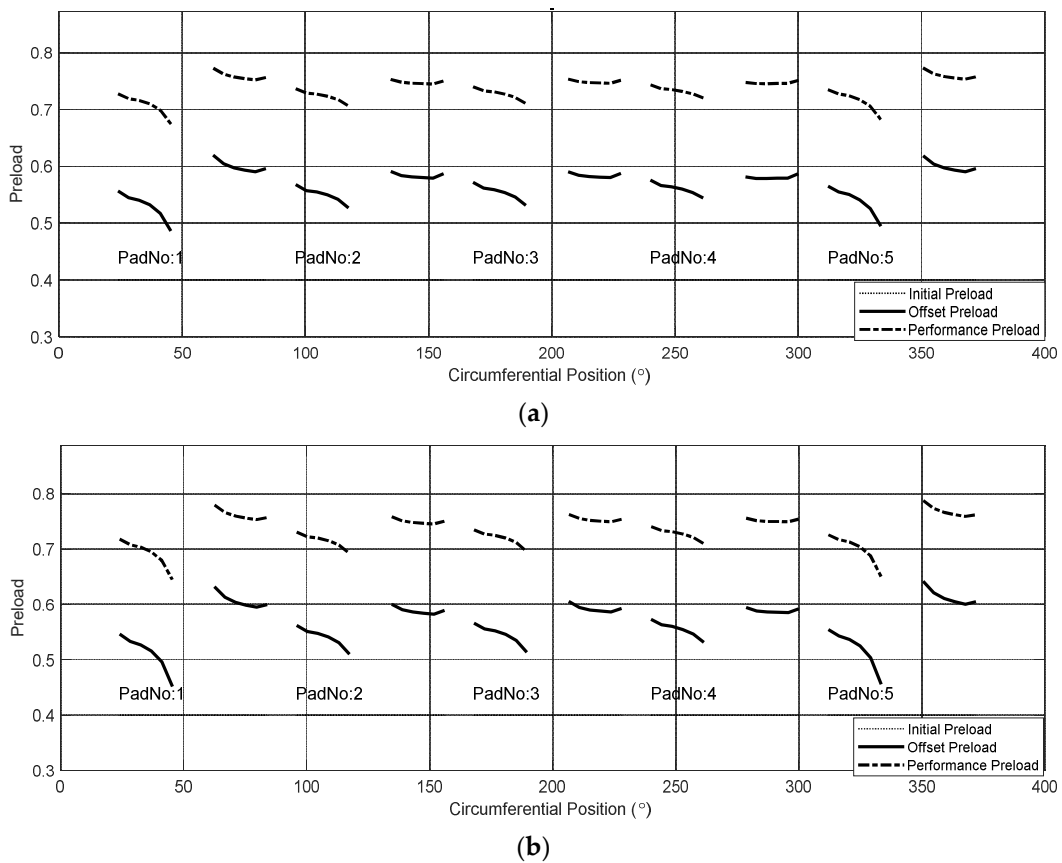 0.8
0.7
0.6
0.5
0.4
0.3
Preload
PadNo:1 PadNo:2 PadNo:3 PadNo:4 PadNo:5
Initial Preload
Offset Preload
Performance Preload
0 50 100 150 200 250 300 350 400
Circumferential Position (°)
(a)
0.8
0.7
0.6
0.5
0.4
0.3
Preload
PadNo:1 PadNo:2 PadNo:3 PadNo:4 PadNo:5
Initial Preload
Offset Preload
Performance Preload
0 50 100 150 200 250 300 350 400
Circumferential Position (°)
(b)